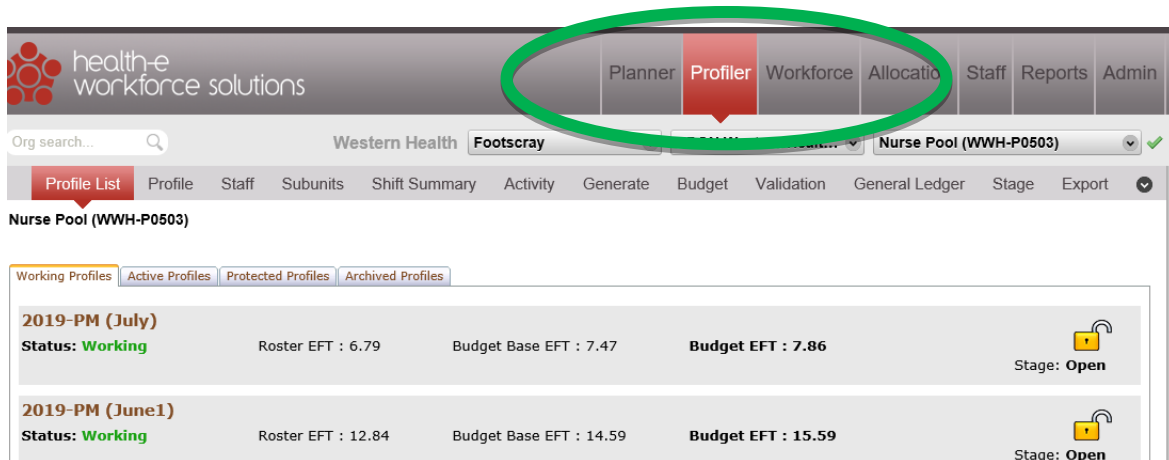 health-e
workforce solutions
Planner Profiler Workforce Allocation Staff Reports Admin
Org search... Western Health Footscray Nurse Pool (WWH-P0503)
Profile List Profile Staff Subunits Shift Summary Activity Generate Budget Validation General Ledger Stage Export
Nurse Pool (WWH-P0503)
Working Profiles Active Profiles Protected Profiles Archived Profiles
2019-PM (July)
Status: Working Roster EFT : 6.79 Budget Base EFT : 7.47 Budget EFT : 7.86
Stage: Open
2019-PM (June1)
Status: Working Roster EFT : 12.84 Budget Base EFT : 14.59 Budget EFT : 15.59
Stage: Open